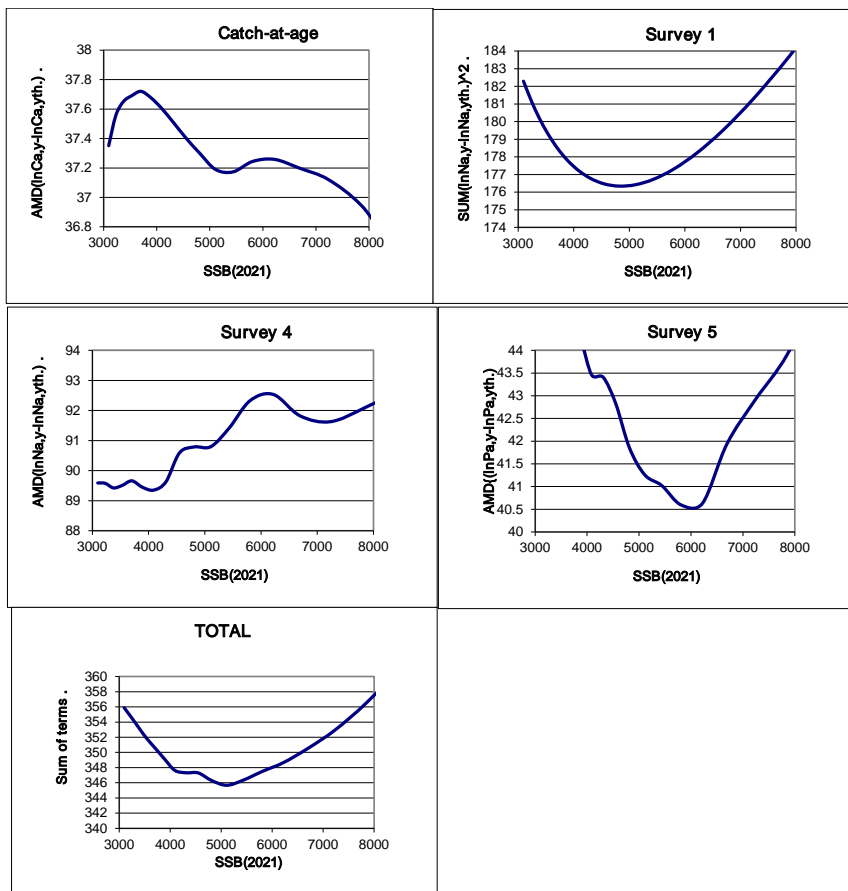 Catch-at-age
AMD(lnCa,y-lnCa,yth.) .
38
37.8
37.6
37.4
37.2
37
36.8
3000 4000 5000 6000 7000 8000
SSB(2021)
Survey 1
SUM(lnNa,y-lnNa,yth.)^2 .
184
183
182
181
180
179
178
177
176
175
174
3000 4000 5000 6000 7000 8000
SSB(2021)
Survey 4
AMD(lnNa,y-lnNa,yth.) .
94
93
92
91
90
89
88
3000 4000 5000 6000 7000 8000
SSB(2021)
Survey 5
AMD((lnPa,y-lnPa,yth.)
44
43.5
43
42.5
42
41.5
41
40.5
40
3000 4000 5000 6000 7000 8000
SSB(2021)
TOTAL
Sum of terms .
360
358
356
354
352
350
348
346
344
342
340
3000 4000 5000 6000 7000 8000
SSB(2021)